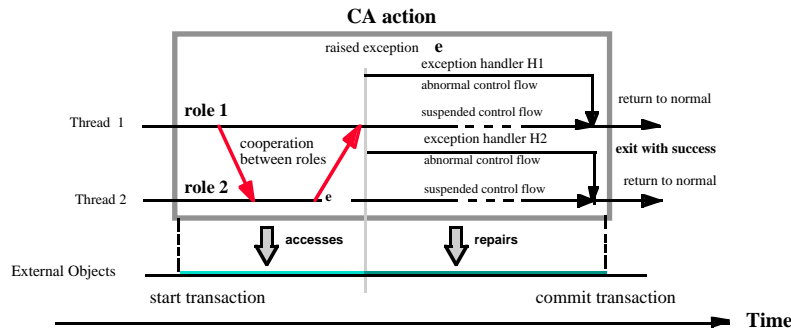 CA action
raised exception e
exception handler H1
abnormal control flow
return to normal
role 1
suspended control flow
Thread 1
exception handler H2
cooperation
between roles
exit with success
abnormal control flow
return to normal
role 2
e
suspended control flow
Thread 2
accesses
repairs
External Objects
start transaction
commit transaction
Time